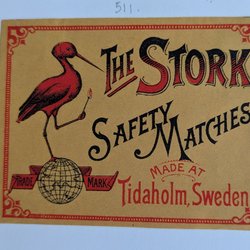 511.
THE STORK
SAFETY MATCHES
MADE AT
Tidaholm, Sweden
TRADE MARK